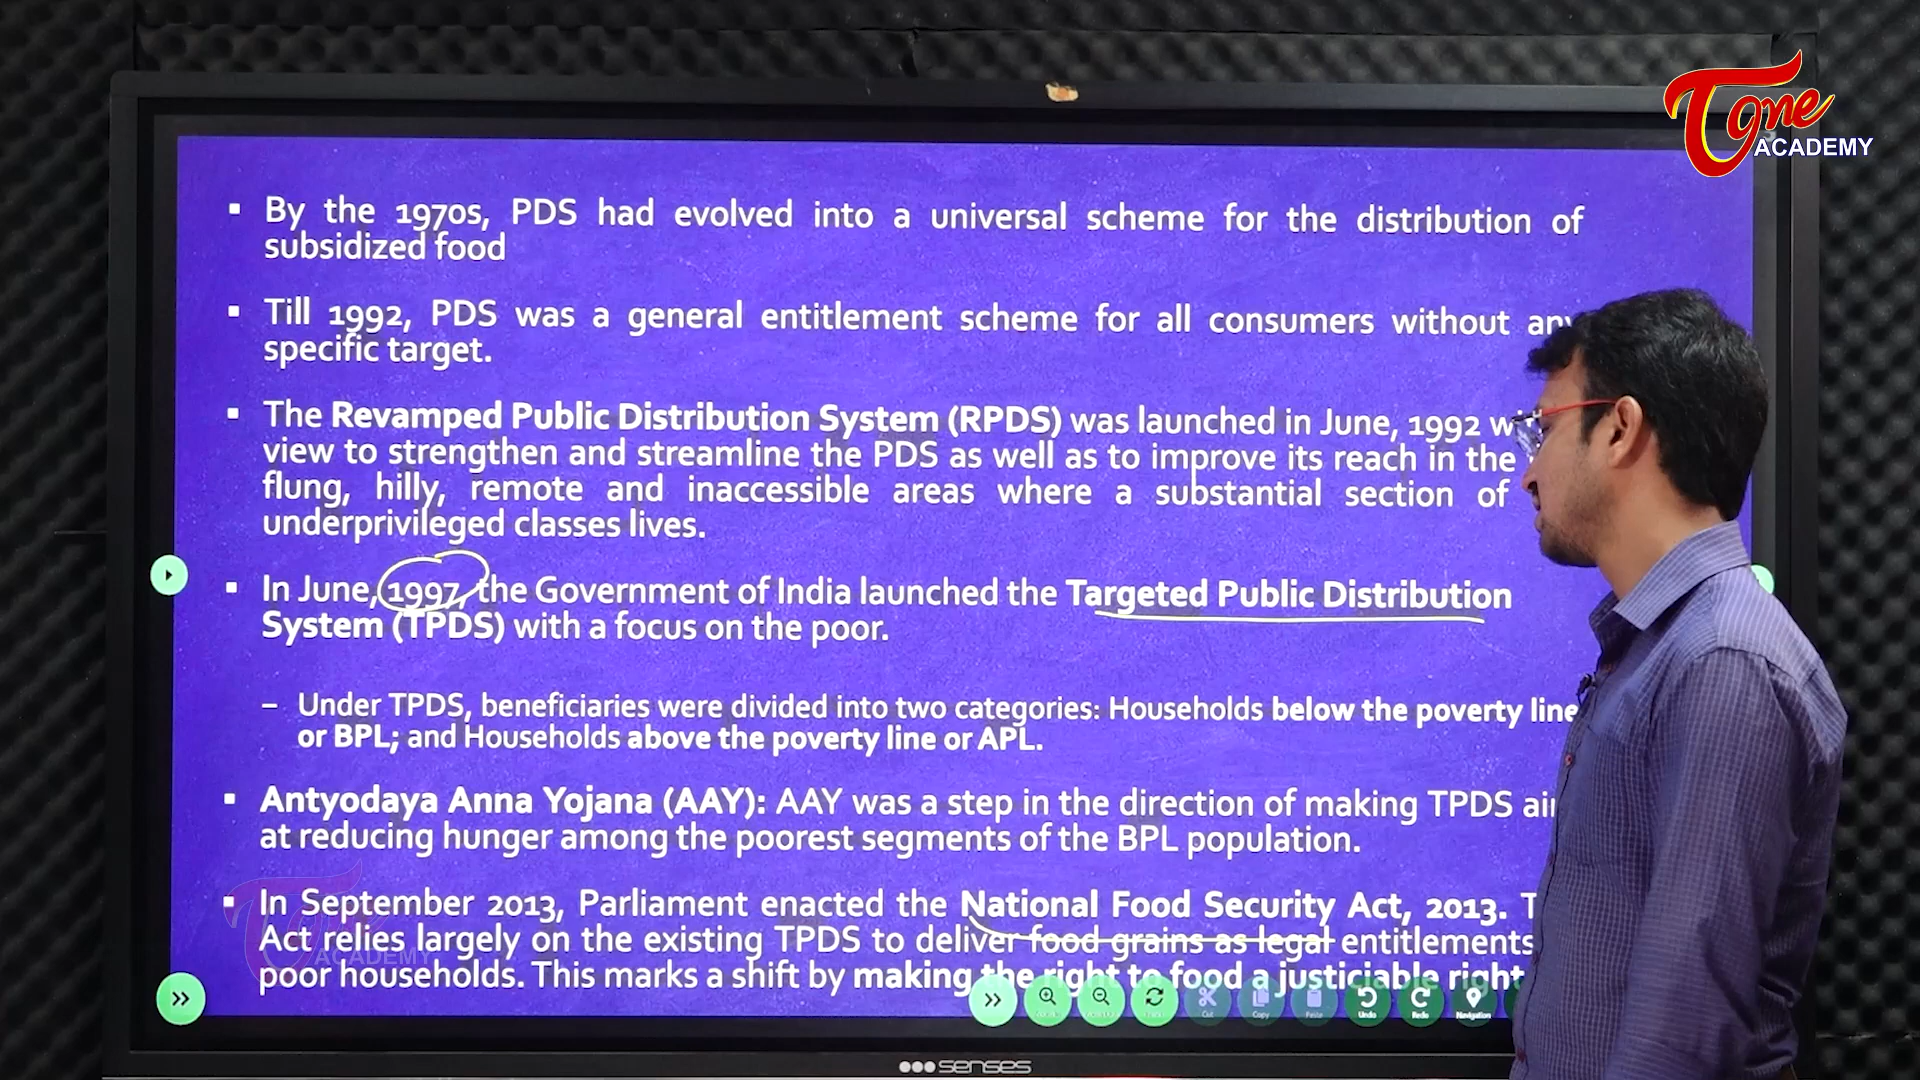 Tone
ACADEMY
By the 1970s, PDS had evolved into a universal scheme for the distribution of
subsidized food
Till 1992, PDS was a general entitlement scheme for all consumers without any
specific target.
The Revamped Public Distribution System (RPDS) was launched in June, 1992
view to strengthen and streamline the PDS as well as to improve its reach in the
flung, hilly, remote and inaccessible areas where a substantial section of
underprivileged classes lives.
In June, 1997, the Government of India launched the Targeted Public Distribution
System (TPDS) with a focus on the poor.
– Under TPDS, beneficiaries were divided into two categories: Households below the poverty line
or BPL; and Households above the poverty line or APL.
Antyodaya Anna Yojana (AAY): AAY was a step in the direction of making TPDS
at reducing hunger among the poorest segments of the BPL population.
In September 2013, Parliament enacted the National Food Security Act, 2013.
Act relies largely on the existing TPDS to deliver food grains as legal entitlements
poor households. This marks a shift by making the right to food a justiciable right
Tone
ACADEMY
Cut Copy Paste Undo Redo Navigation
senses